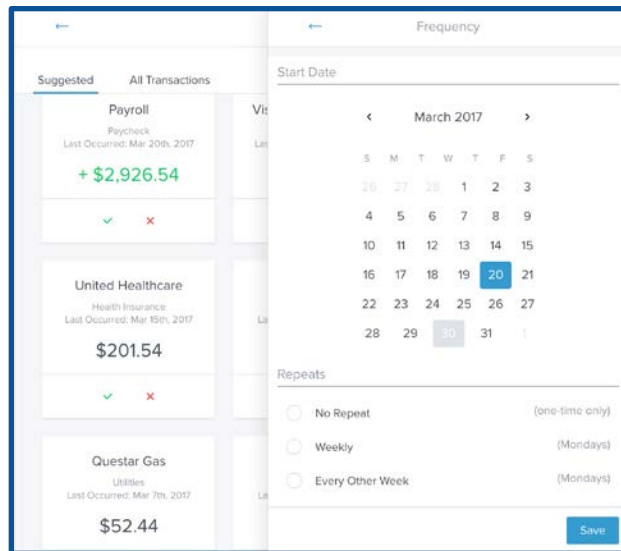 ←
Suggested All Transactions
Payroll
Paycheck
Last Occurred: Mar 20th, 2017
+ $2,926.54
United Healthcare
Health Insurance
Last Occurred: Mar 15th, 2017
$201.54
Questar Gas
Utilities
Last Occurred: Mar 7th, 2017
$52.44
← Frequency
Start Date
‹ March 2017 ›
S M T W T F S
26 27 28 1 2 3
4 5 6 7 8 9
10 11 12 13 14 15
16 17 18 19 20 21
22 23 24 25 26 27
28 29 30 31 1
Repeats
No Repeat (one-time only)
Weekly (Mondays)
Every Other Week (Mondays)
Save